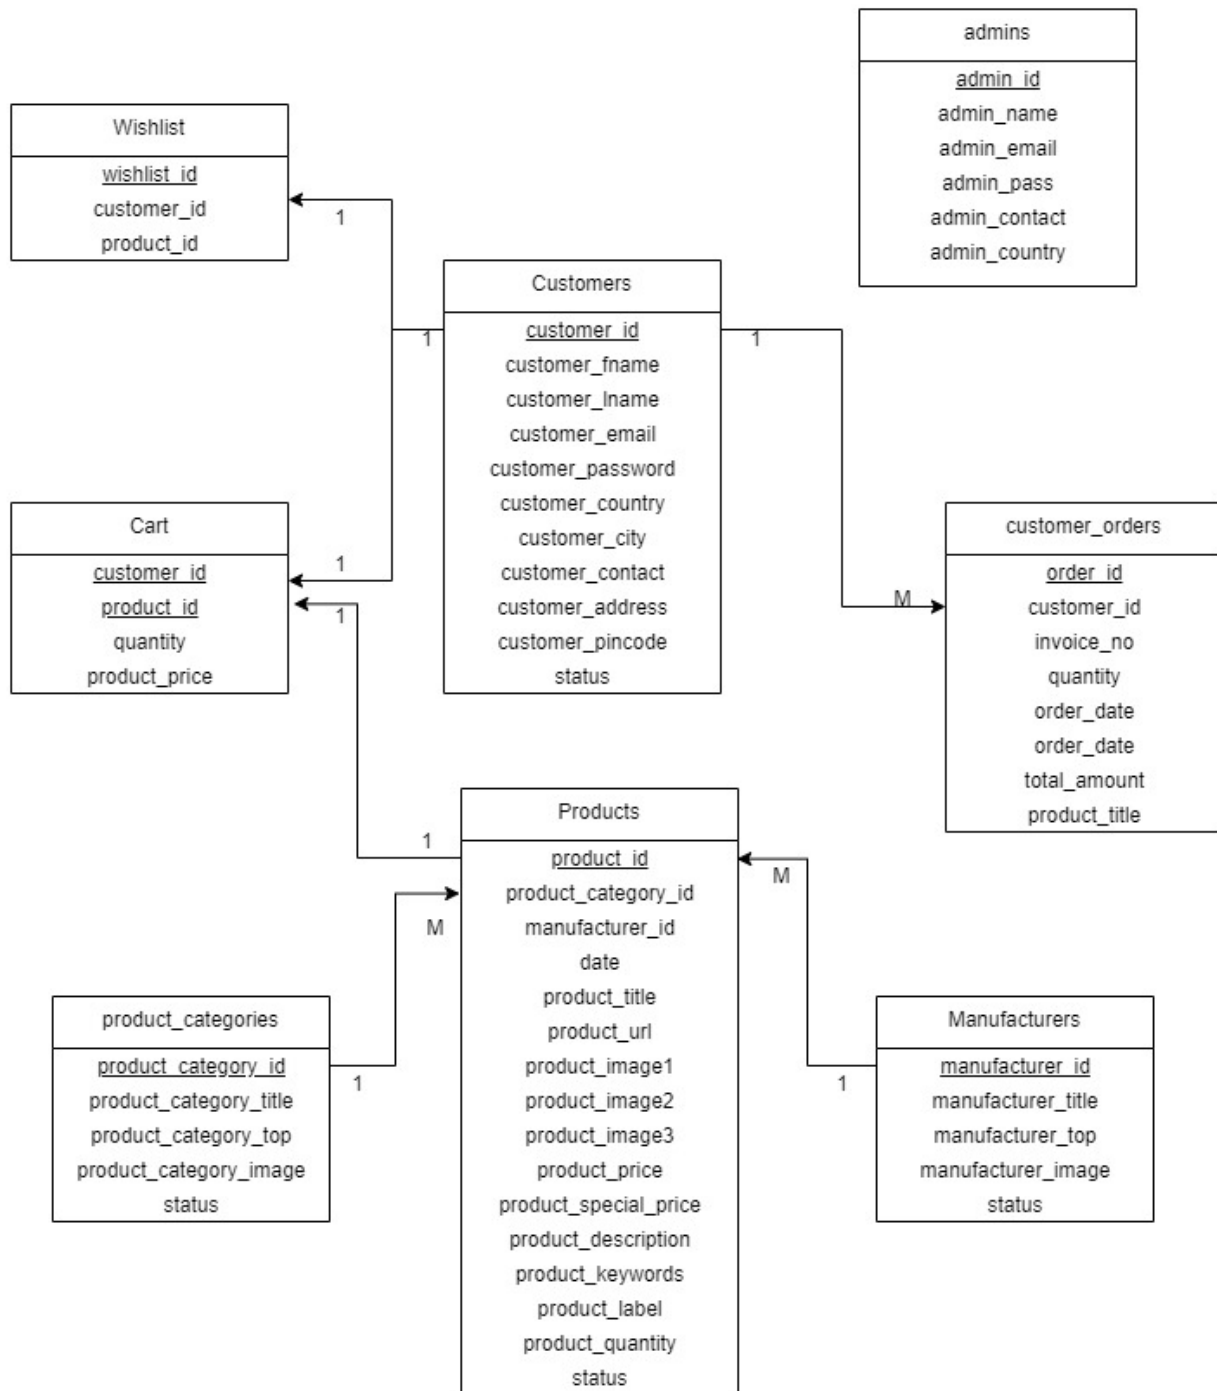 admins
admin_id
admin_name
admin_email
admin_pass
admin_contact
admin_country
Wishlist
wishlist_id
customer_id
product_id
1
Customers
customer_id
customer_fname
customer_lname
customer_email
customer_password
customer_country
customer_city
customer_contact
customer_address
customer_pincode
status
1
1
Cart
customer_id
product_id
quantity
product_price
1
1
customer_orders
order_id
customer_id
invoice_no
quantity
order_date
order_date
total_amount
product_title
M
Products
product_id
product_category_id
manufacturer_id
date
product_title
product_url
product_image1
product_image2
product_image3
product_price
product_special_price
product_description
product_keywords
product_label
product_quantity
status
1
M
M
product_categories
product_category_id
product_category_title
product_category_top
product_category_image
status
1
Manufacturers
manufacturer_id
manufacturer_title
manufacturer_top
manufacturer_image
status
1